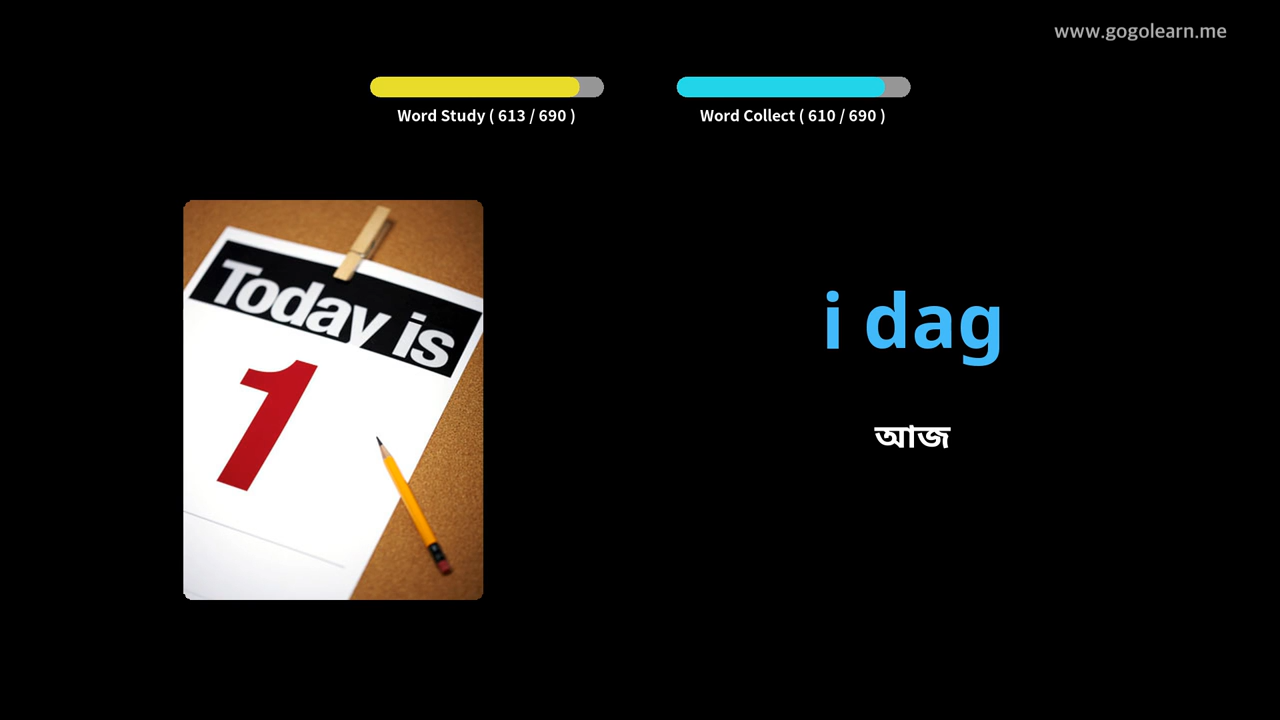 www.gogolearn.me
Word Study ( 613 / 690 )
Word Collect ( 610 / 690 )
Today is
1
i dag
আজ